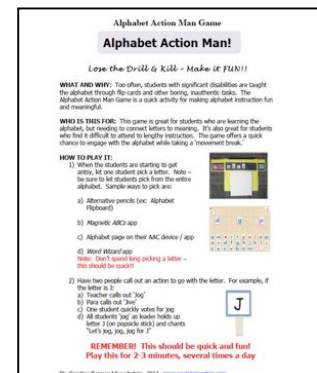 Alphabet Action Man Game
Alphabet Action Man!
Lose the Drill & Kill - Make it FUN!!
WHAT AND WHY: Too often, students with significant disabilities are taught
the alphabet through flip cards and other boring, inauthentic tasks. The
Alphabet Action Man Game is a quick activity for making alphabet instruction fun
and meaningful.
WHO IS THIS FOR: This game is great for students who are learning the
alphabet, but needing to connect letters to meaning. It's also great for students
who find it difficult to attend to lengthy instruction. The game offers a quick
chance to engage with the alphabet while taking a 'movement break.'
HOW TO PLAY IT:
1) When the students are starting to get
antsy, let one student pick a letter. Note –
be sure to let students pick from the entire
alphabet. Sample ways to pick are:
a) Alternative pencils (ex: Alphabet
Flipboard)
b) Magnetic ABCs app
c) Alphabet page on their AAC device / app
d) Word Wizard app
Note: Don't spend long picking a letter –
this should be quick!!
2) Have two people call out an action to go with the letter. For example, if
the letter is J:
a) Teacher calls out 'Jog'
b) Para calls out 'Jive'
c) One student quickly votes for jog
d) All students 'jog' as leader holds up
letter J (on popsicle stick) and chants
"Let's jog, jog, jog for J"
J
REMEMBER! This should be quick and fun!
Play this for 2-3 minutes, several times a day